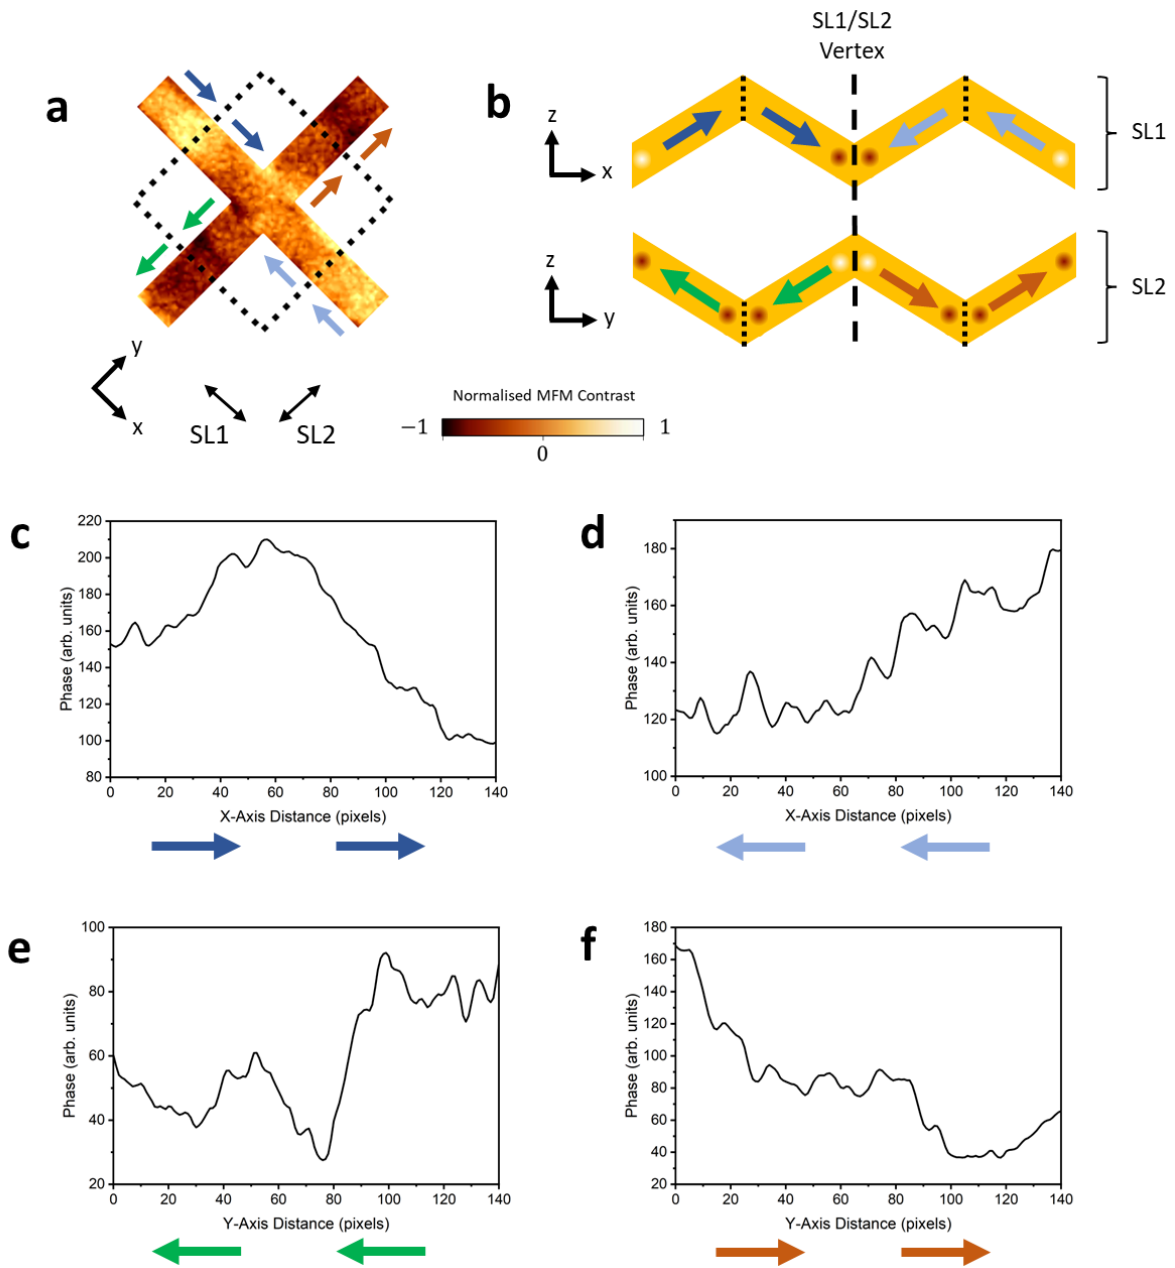 a
y
x
SL1
SL2
b
SL1/SL2
Vertex
z
x
SL1
z
y
SL2
Normalised MFM Contrast
−1
1
0
c
Phase (arb. units)
220
200
180
160
140
120
100
80
0 20 40 60 80 100 120 140
X-Axis Distance (pixels)
d
Phase (arb. units)
180
160
140
120
100
0 20 40 60 80 100 120 140
X-Axis Distance (pixels)
e
Phase (arb. units)
100
80
60
40
20
0 20 40 60 80 100 120 140
Y-Axis Distance (pixels)
f
Phase (arb. units)
180
160
140
120
100
80
60
40
20
0 20 40 60 80 100 120 140
Y-Axis Distance (pixels)